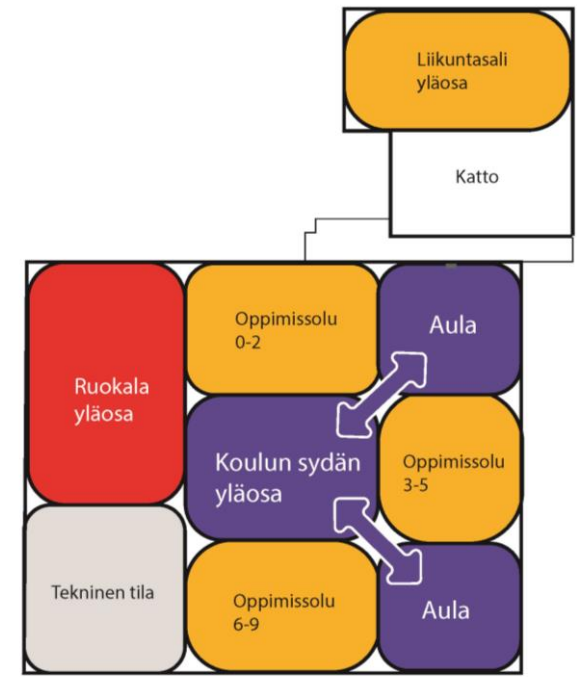 Liikuntasali
yläosa
Katto
Oppimissolu
0-2
Aula
Ruokala
yläosa
Koulun sydän
yläosa
Oppimissolu
3-5
Tekninen tila
Oppimissolu
6-9
Aula